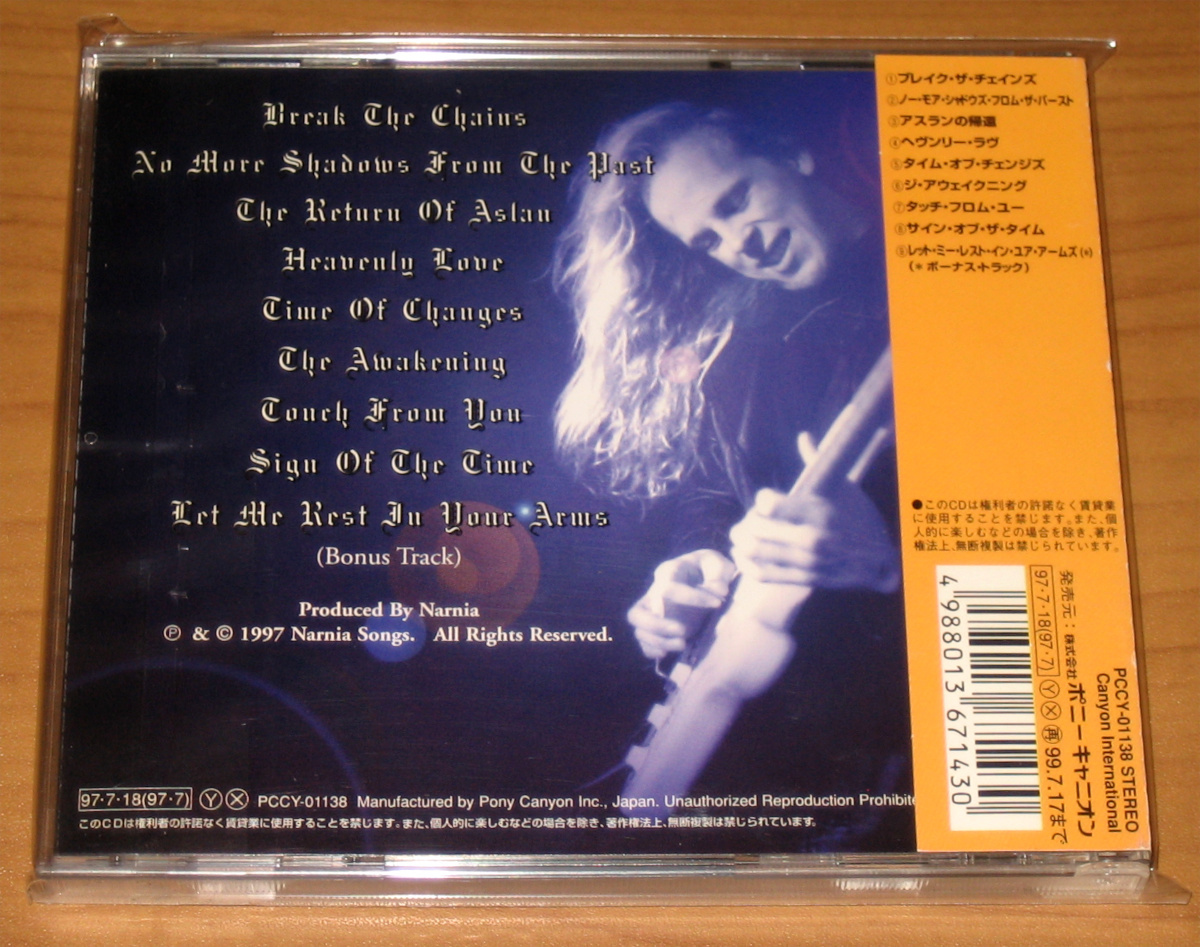 Break The Chains
No More Shadows From The Past
The Return Of Aslan
Heavenly Love
Time Of Changes
The Awakening
Touch From You
Sign Of The Time
Let Me Rest In Your Arms
(Bonus Track)
Produced By Narnia
Ⓟ & © 1997 Narnia Songs. All Rights Reserved.
97・7・18(97・7) Ⓨ Ⓧ PCCY-01138 Manufactured by Pony Canyon Inc., Japan. Unauthorized Reproduction Prohibite
このCDは権利者の許諾なく賃貸業に使用することを禁じます。また、個人的に楽しむなどの場合を除き、著作権法上、無断複製は禁じられています。
①ブレイク・ザ・チェインズ
②ノー・モア・シャドウズ・フロム・ザ・パースト
③アスランの帰還
④ヘヴンリー・ラヴ
⑤タイム・オブ・チェンジズ
⑥ジ・アウェイクニング
⑦タッチ・フロム・ユー
⑧サイン・オブ・ザ・タイム
⑨レット・ミー・レスト・イン・ユア・アームズ(*)
(*ボーナス・トラック)
●このCDは権利者の許諾なく賃貸業
に使用することを禁じます。また、個
人的に楽しむなどの場合を除き、著作
権法上、無断複製は禁じられています。
PCCY-01138 STEREO
Canyon International
発売元:株式会社ポニーキャニオン
97・7・18(97・7) Ⓨ Ⓧ ㊢99.7.17まで
4 988013 671430